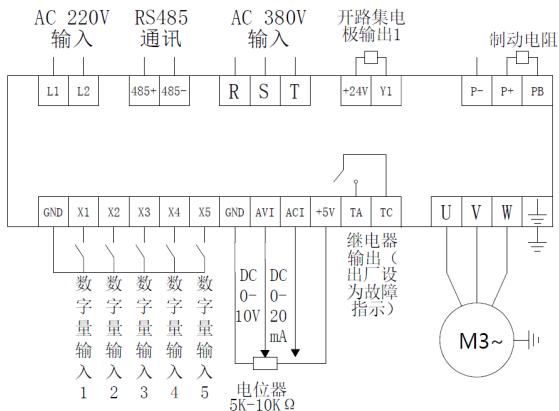 AC 220V
输入
RS485
通讯
AC 380V
输入
开路集电
极输出1
制动电阻
L1 L2 485+ 485- R S T +24V Y1 P- P+ PB
GND X1 X2 X3 X4 X5 GND AVI ACI +5V TA TC U V W
数字量输入1
数字量输入2
数字量输入3
数字量输入4
数字量输入5
DC
0-
10V
DC
0-
20
mA
继电器
输出（
出厂设
为故障
指示）
电位器
5K-10KΩ
M3~